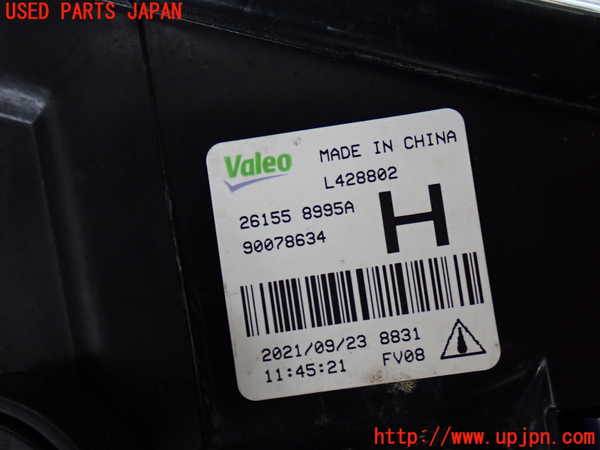 USED PARTS JAPAN
Valeo MADE IN CHINA
L428802
26155 8995A
90078634
H
2021/09/23 8831
11:45:21 FV08
http://www.upjpn.com/